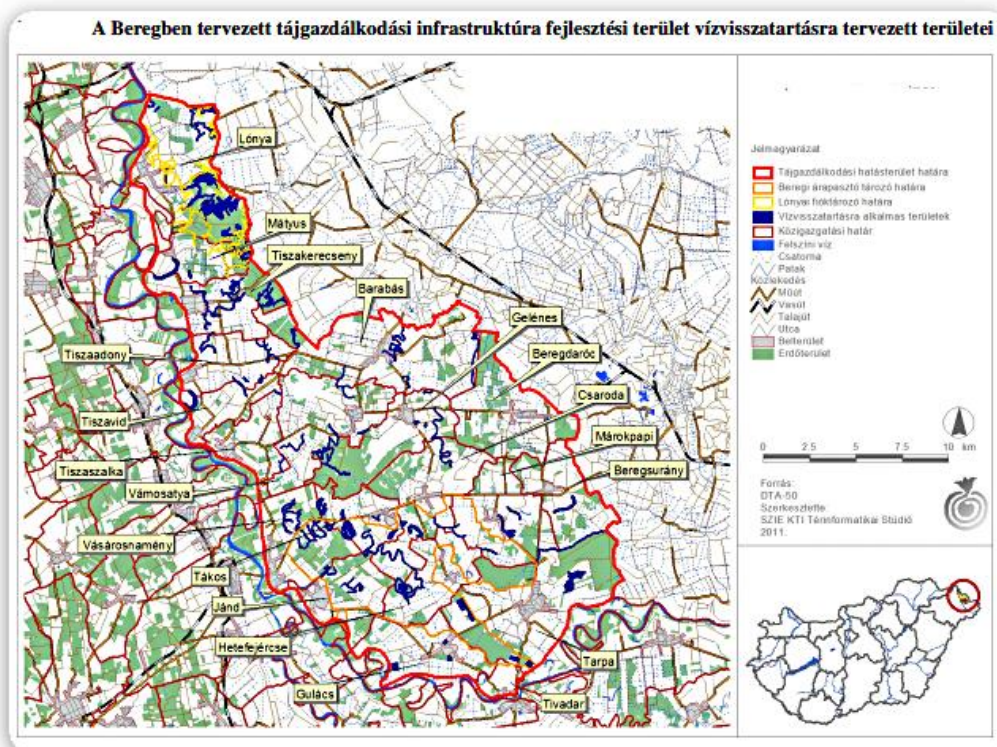 A Beregben tervezett tájgazdálkodási infrastruktúra fejlesztési terület vízvisszatartásra tervezett területei
Lónya
Mátyus
Tiszakerecseny
Barabás
Gelénes
Tiszaadony
Beregdaróc
Csaroda
Tiszavid
Márokpapi
Tiszaszalka
Beregsurány
Vámosatya
Vásárosnamény
Tákos
Jánd
Hetefejércse
Tarpa
Gulács
Tivadar
Jelmagyarázat
Tájgazdálkodási hatásterület határa
Beregi árapasztó tározó határa
Lónyai fióktározó határa
Vízvisszatartásra alkalmas területek
Közigazgatási határ
Felszíni víz
Csatorna
Patak
Közlekedés
Műút
Vasút
Talajút
Utca
Belterület
Erdőterület
0 2.5 5 7.5 10 km
Forrás:
DTA-50
Szerkesztette:
SZIE KTI Térinformatikai Stúdió
2011.